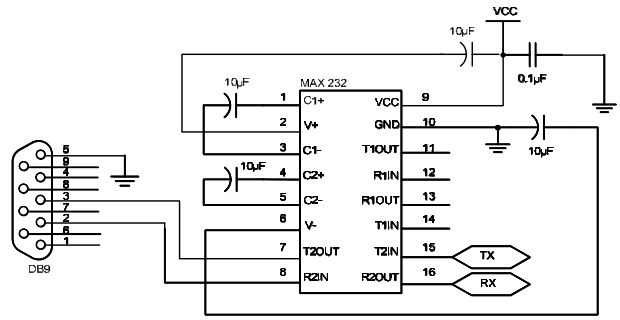 VCC
10µF
0.1µF
MAX 232
10µF
1 C1+ VCC 9
2 V+ GND 10
3 C1- T1OUT 11
10µF
10µF
4 C2+ R1IN 12
5 C2- R1OUT 13
6 V- T1IN 14
7 T2OUT T2IN 15 TX
8 R2IN R2OUT 16 RX
5
9
4
8
3
7
2
6
1
DB9